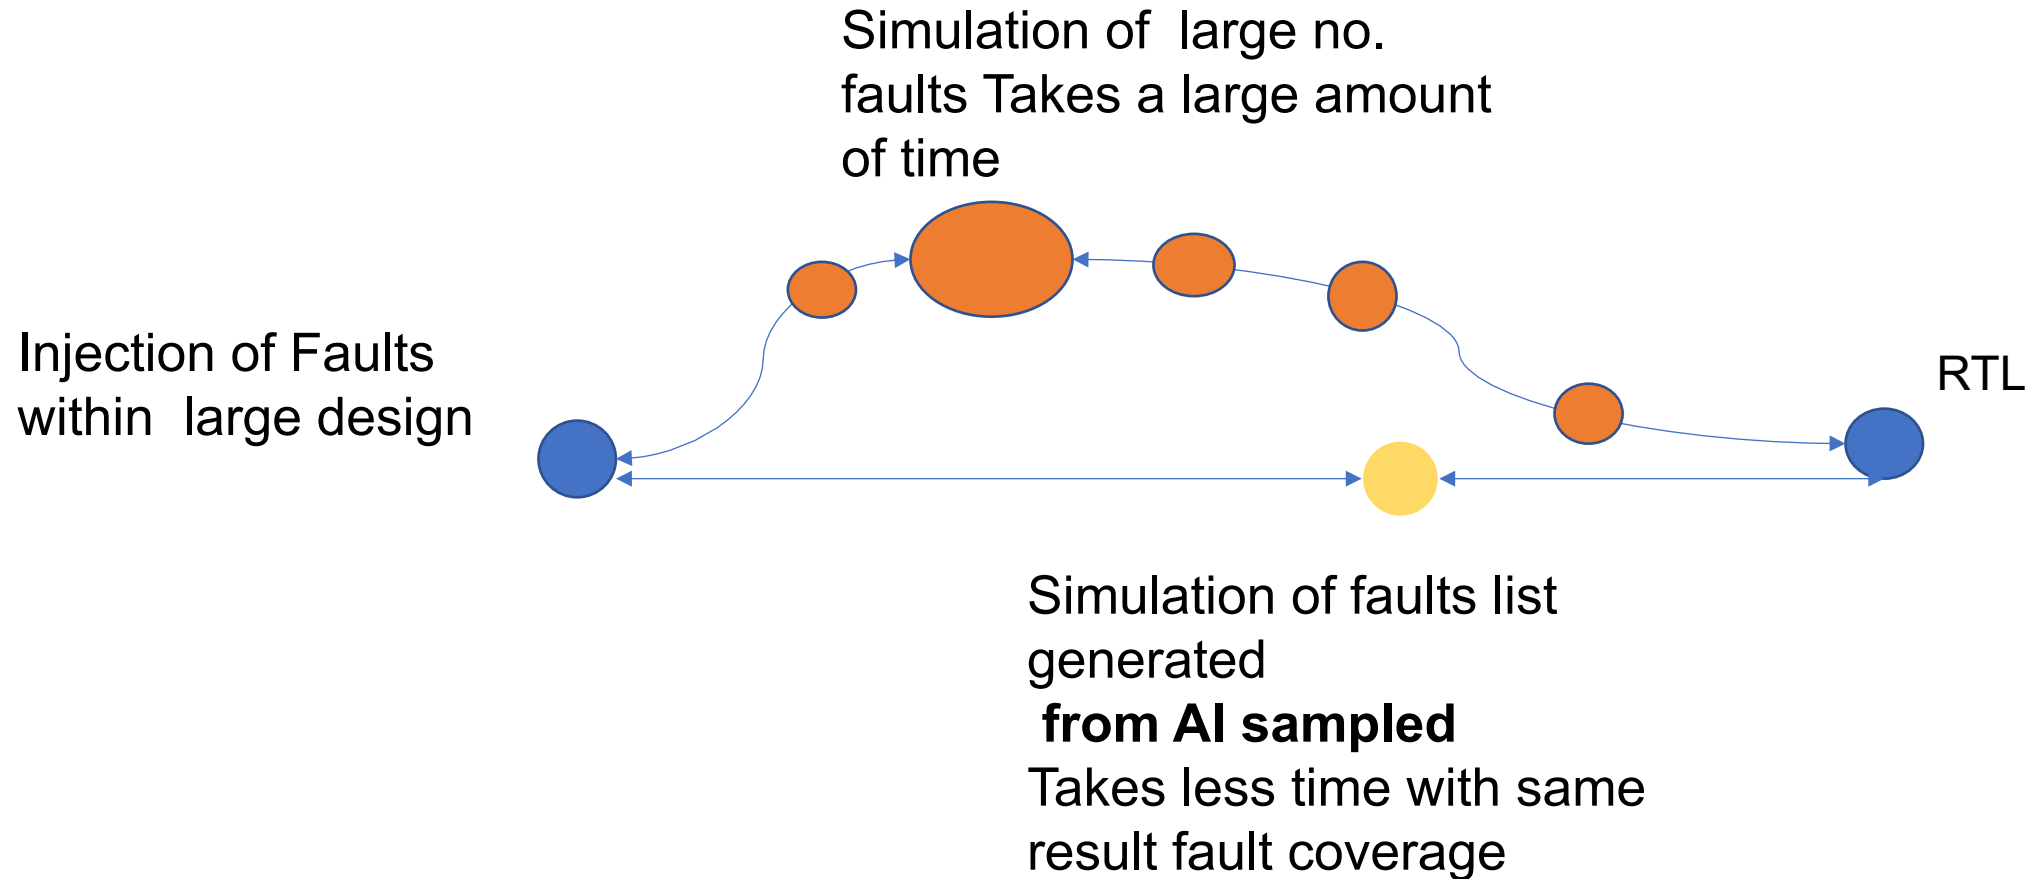 Simulation of  large no.
faults Takes a large amount
of time
Injection of Faults
within  large design
RTL
Simulation of faults list
generated
from AI sampled
Takes less time with same
result fault coverage